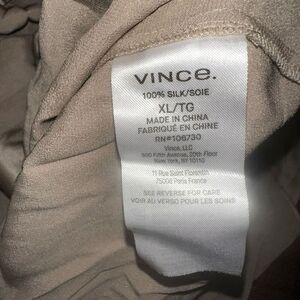 VINCE.
100% SILK/SOIE
XL/TG
MADE IN CHINA
FABRIQUÉ EN CHINE
RN#106730
Vince, LLC
500 Fifth Avenue, 20th Floor
New York, NY 10110
11 Rue Saint Florentin
75008 Paris France
SEE REVERSE FOR CARE
VOIR AU VERSO POUR LES SOINS